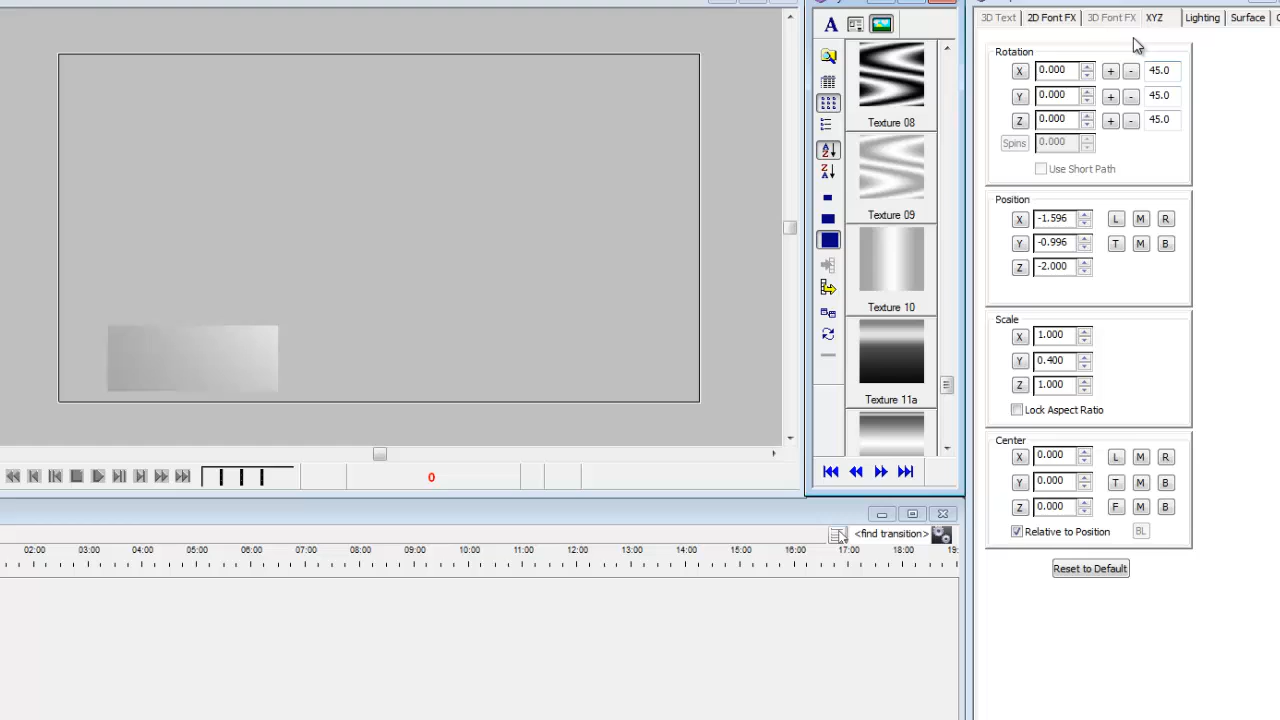 3D Text 2D Font FX 3D Font FX XYZ Lighting Surface
Rotation
X 0.000 + - 45.0
Y 0.000 + - 45.0
Z 0.000 + - 45.0
Spins 0.000
Use Short Path
Position
X -1.596 L M R
Y -0.996 T M B
Z -2.000
Scale
X 1.000
Y 0.400
Z 1.000
Lock Aspect Ratio
Center
X 0.000 L M R
Y 0.000 T M B
Z 0.000 F M B
Relative to Position BL
Reset to Default
A
A
Z
Z
A
Texture 08
Texture 09
Texture 10
Texture 11a
0
<find transition>
02:00 03:00 04:00 05:00 06:00 07:00 08:00 09:00 10:00 11:00 12:00 13:00 14:00 15:00 16:00 17:00 18:00 19: